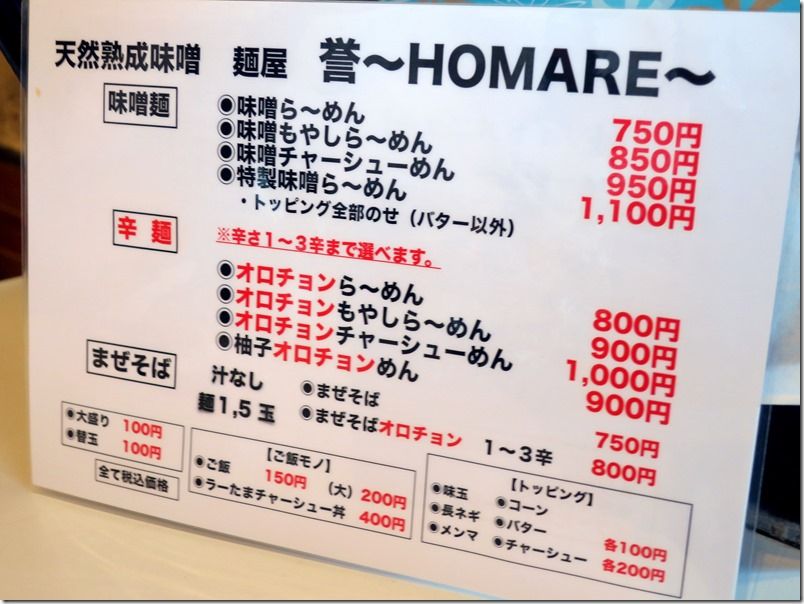 天然熟成味噌 麺屋 誉〜HOMARE〜
味噌麺
◉味噌ら〜めん 750円
◉味噌もやしら〜めん 850円
◉味噌チャーシューめん 950円
◉特製味噌ら〜めん 1,100円
・トッピング全部のせ（バター以外）
辛 麺
※辛さ1〜3辛まで選べます。
◉オロチョンら〜めん 800円
◉オロチョンもやしら〜めん 900円
◉オロチョンチャーシューめん 1,000円
◉柚子オロチョンめん 900円
まぜそば
汁なし
麺1,5 玉
◉まぜそば 750円
◉まぜそばオロチョン 1〜3辛 800円
◉大盛り 100円
◉替玉 100円
全て税込価格
【ご飯モノ】
◉ご飯 150円 （大）200円
◉ラーたまチャーシュー丼 400円
【トッピング】
◉味玉 ◉コーン
◉長ネギ ◉バター 各100円
◉メンマ ◉チャーシュー 各200円